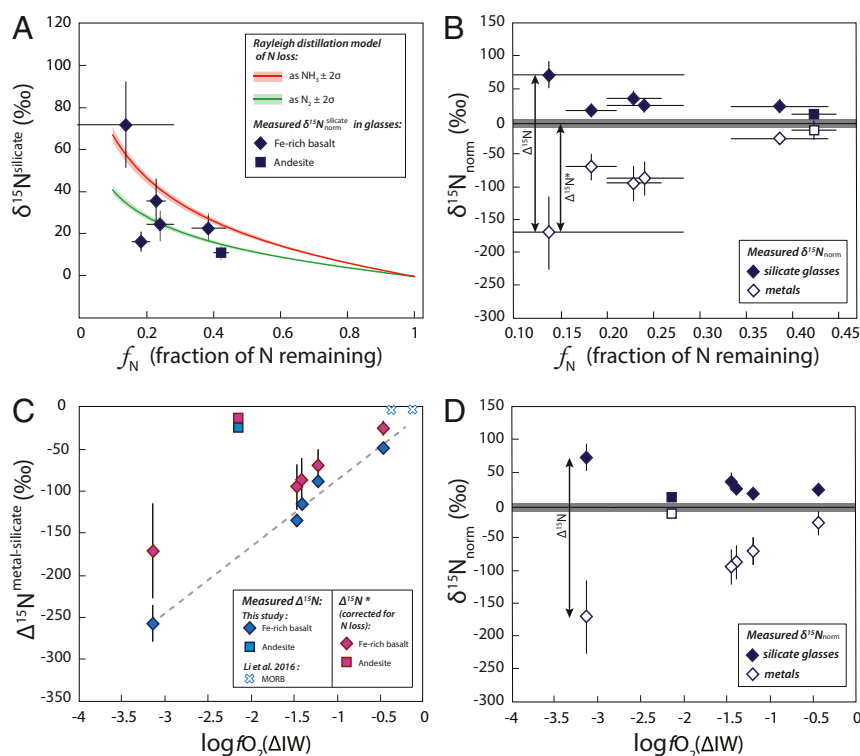 A
120
100
80
60
40
20
0
δ¹⁵Nˢⁱˡⁱᶜᵃᵗᵉ (‰)
Rayleigh distillation model
of N loss:
as NH₃ ± 2σ
as N₂ ± 2σ
Measured δ¹⁵N silicate norm in glasses:
Fe-rich basalt
Andesite
0 0.2 0.4 0.6 0.8 1
fN (fraction of N remaining)
B
150
100
50
0
-50
-100
-150
-200
-250
-300
δ¹⁵Nnorm (‰)
Δ¹⁵N
Δ¹⁵N*
Measured δ¹⁵Nnorm
silicate glasses
metals
0.10 0.15 0.20 0.25 0.30 0.35 0.40 0.45
fN (fraction of N remaining)
C
0
-50
-100
-150
-200
-250
-300
-350
Δ¹⁵Nᵐᵉᵗᵃˡ⁻ˢⁱˡⁱᶜᵃᵗᵉ (‰)
Measured Δ¹⁵N:
This study:
Fe-rich basalt
Andesite
Li et al. 2016 :
MORB
Δ¹⁵N *
(corrected for
N loss):
Fe-rich basalt
Andesite
-4 -3.5 -3 -2.5 -2 -1.5 -1 -0.5 0
logfO₂(ΔIW)
D
150
100
50
0
-50
-100
-150
-200
-250
-300
δ¹⁵Nnorm (‰)
Δ¹⁵N
Measured δ¹⁵Nnorm
silicate glasses
metals
-4 -3.5 -3 -2.5 -2 -1.5 -1 -0.5 0
logfO₂(ΔIW)